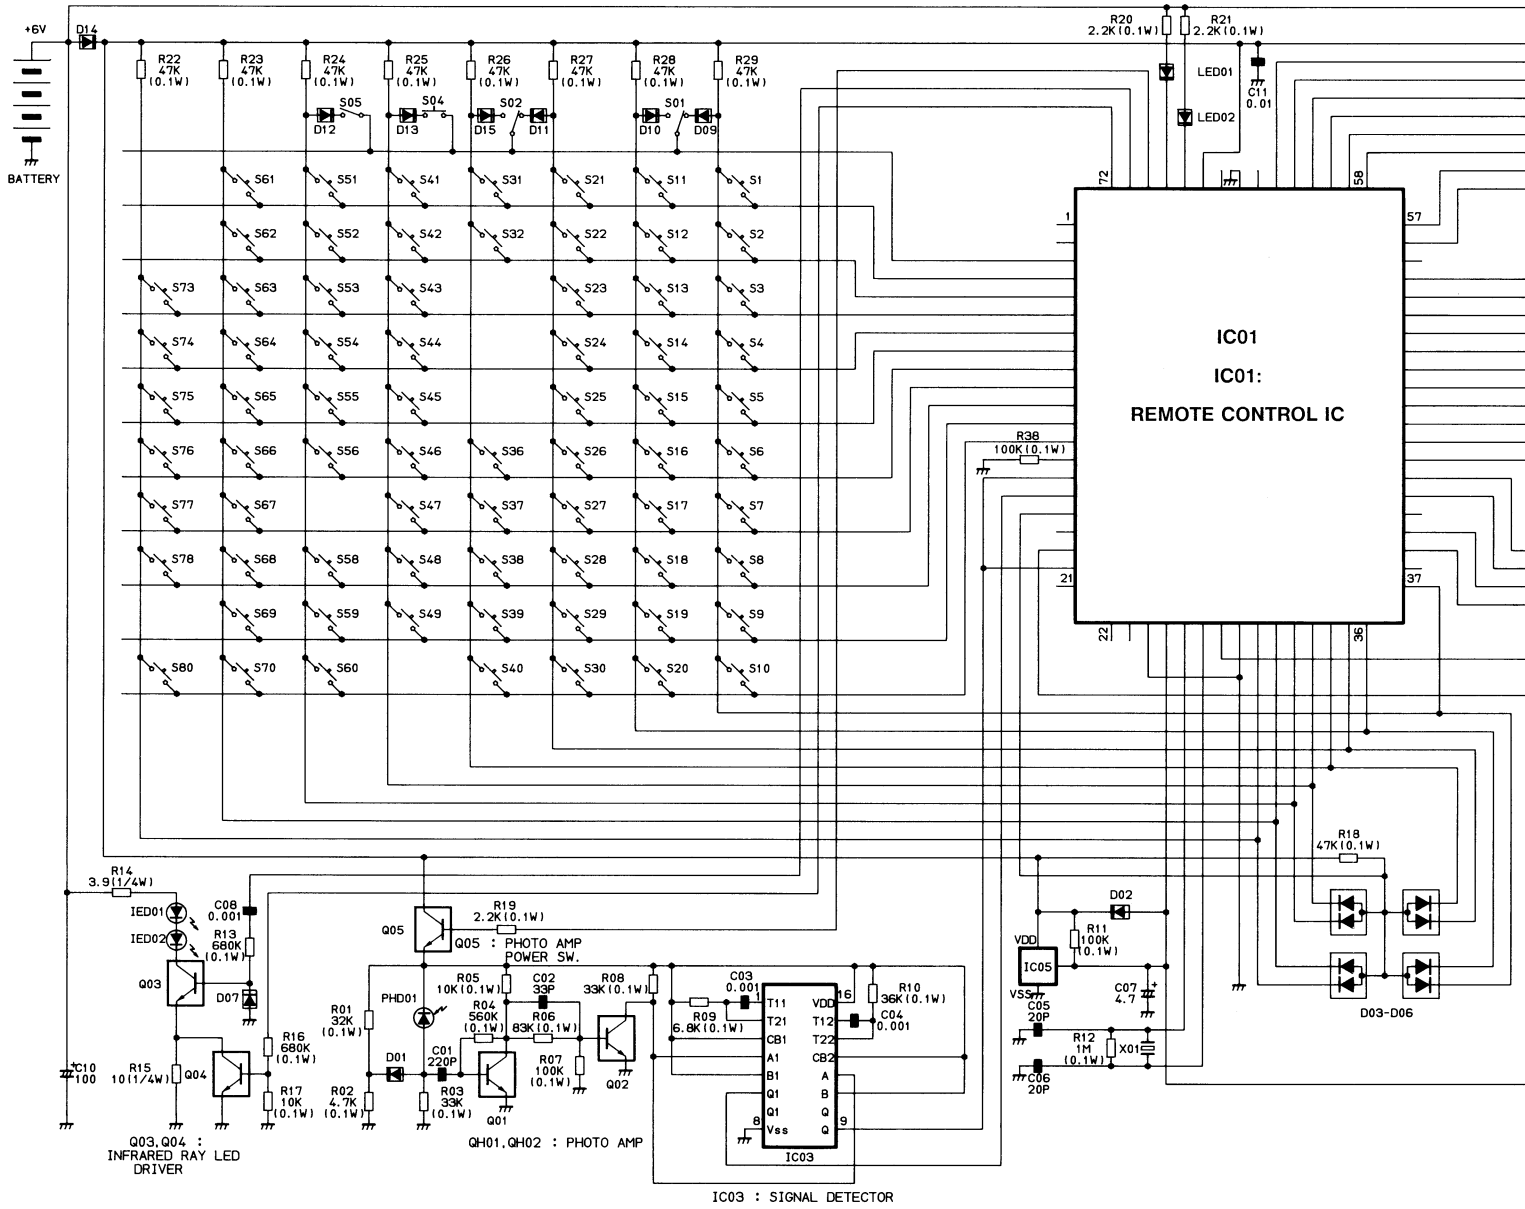 +6V
D14
BATTERY
R22
47K
(0.1W)
R23
47K
(0.1W)
R24
47K
(0.1W)
R25
47K
(0.1W)
R26
47K
(0.1W)
R27
47K
(0.1W)
R28
47K
(0.1W)
R29
47K
(0.1W)
R20
2.2K(0.1W)
R21
2.2K(0.1W)
LED01
LED02
C11
0.01
S05
S04
S02
S01
D12
D13
D15
D11
D10
D09
S61 S51 S41 S31 S21 S11 S1
S62 S52 S42 S32 S22 S12 S2
S73 S63 S53 S43 S23 S13 S3
S74 S64 S54 S44 S24 S14 S4
S75 S65 S55 S45 S25 S15 S5
S76 S66 S56 S46 S36 S26 S16 S6
S77 S67 S47 S37 S27 S17 S7
S78 S68 S58 S48 S38 S28 S18 S8
S69 S59 S49 S39 S29 S19 S9
S80 S70 S60 S40 S30 S20 S10
72
58
1
57
21
37
22
36
IC01
IC01:
REMOTE CONTROL IC
R38
100K(0.1W)
R18
47K(0.1W)
R14
3.9(1/4W)
IED01
IED02
C08
0.001
R13
680K
(0.1W)
Q03
D07
R16
680K
(0.1W)
C10
100
+
R15
10(1/4W)
Q04
R17
10K
(0.1W)
Q03,Q04 :
INFRARED RAY LED
DRIVER
R19
2.2K(0.1W)
Q05
Q05 : PHOTO AMP
POWER SW.
R01
32K
(0.1W)
PHD01
R05
10K(0.1W)
C02
33P
R08
33K(0.1W)
R04
560K
(0.1W)
R06
83K(0.1W)
D01
C01
220P
R07
100K
(0.1W)
Q02
R02
4.7K
(0.1W)
R03
33K
(0.1W)
Q01
QH01,QH02 : PHOTO AMP
C03
0.001
R09
6.8K(0.1W)
1
T11
T21
CB1
A1
B1
Q1
Q1
8
Vss
16
VDD
T12
T22
CB2
A
B
Q
Q
9
IC03
R10
36K(0.1W)
C04
0.001
IC03 : SIGNAL DETECTOR
D02
R11
100K
(0.1W)
VDD
IC05
VSS
C07
4.7
+
C05
20P
R12
1M
(0.1W)
X01
C06
20P
D03-D06